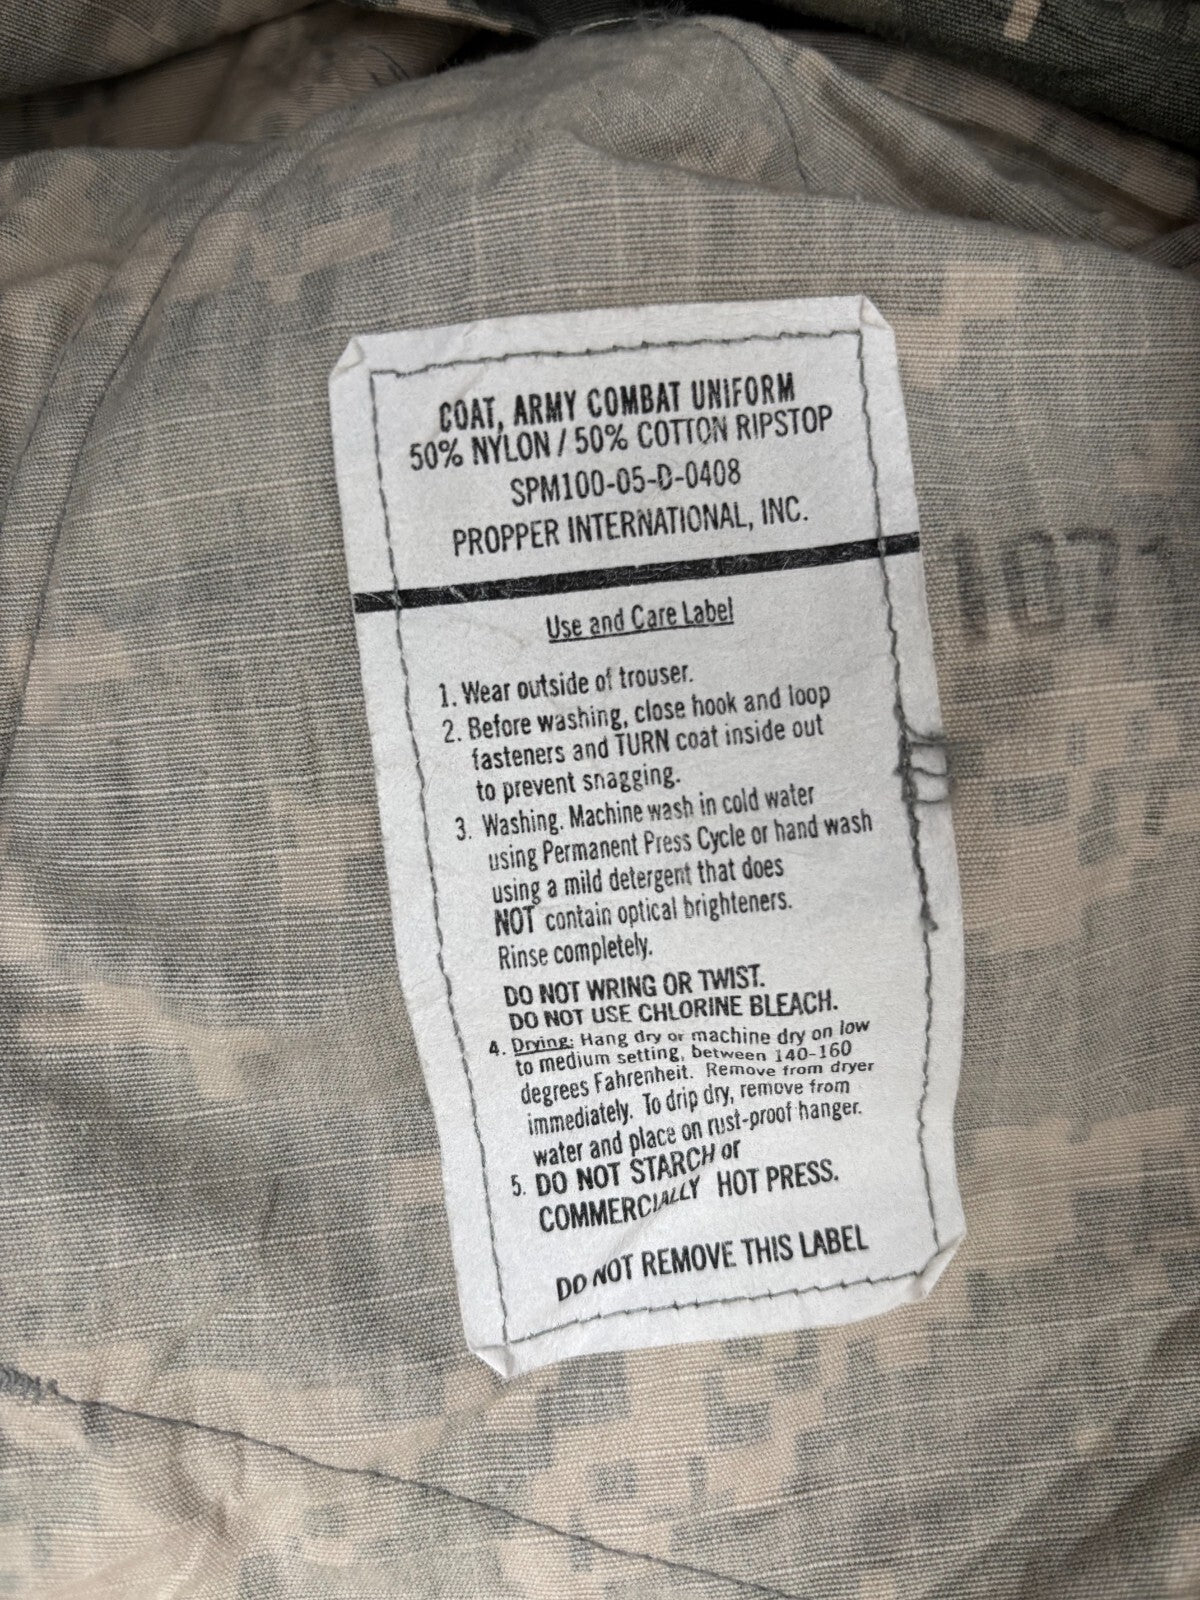 COAT, ARMY COMBAT UNIFORM
50% NYLON / 50% COTTON RIPSTOP
SPM100-05-D-0408
PROPPER INTERNATIONAL, INC.
Use and Care Label
1. Wear outside of trouser.
2. Before washing, close hook and loop
fasteners and TURN coat inside out
to prevent snagging.
3. Washing. Machine wash in cold water
using Permanent Press Cycle or hand wash
using a mild detergent that does
NOT contain optical brighteners.
Rinse completely.
DO NOT WRING OR TWIST.
DO NOT USE CHLORINE BLEACH.
4. Drying: Hang dry or machine dry on low
to medium setting, between 140-160
degrees Fahrenheit. Remove from dryer
immediately. To drip dry, remove from
water and place on rust-proof hanger.
5. DO NOT STARCH or
COMMERCIALLY HOT PRESS.
DO NOT REMOVE THIS LABEL